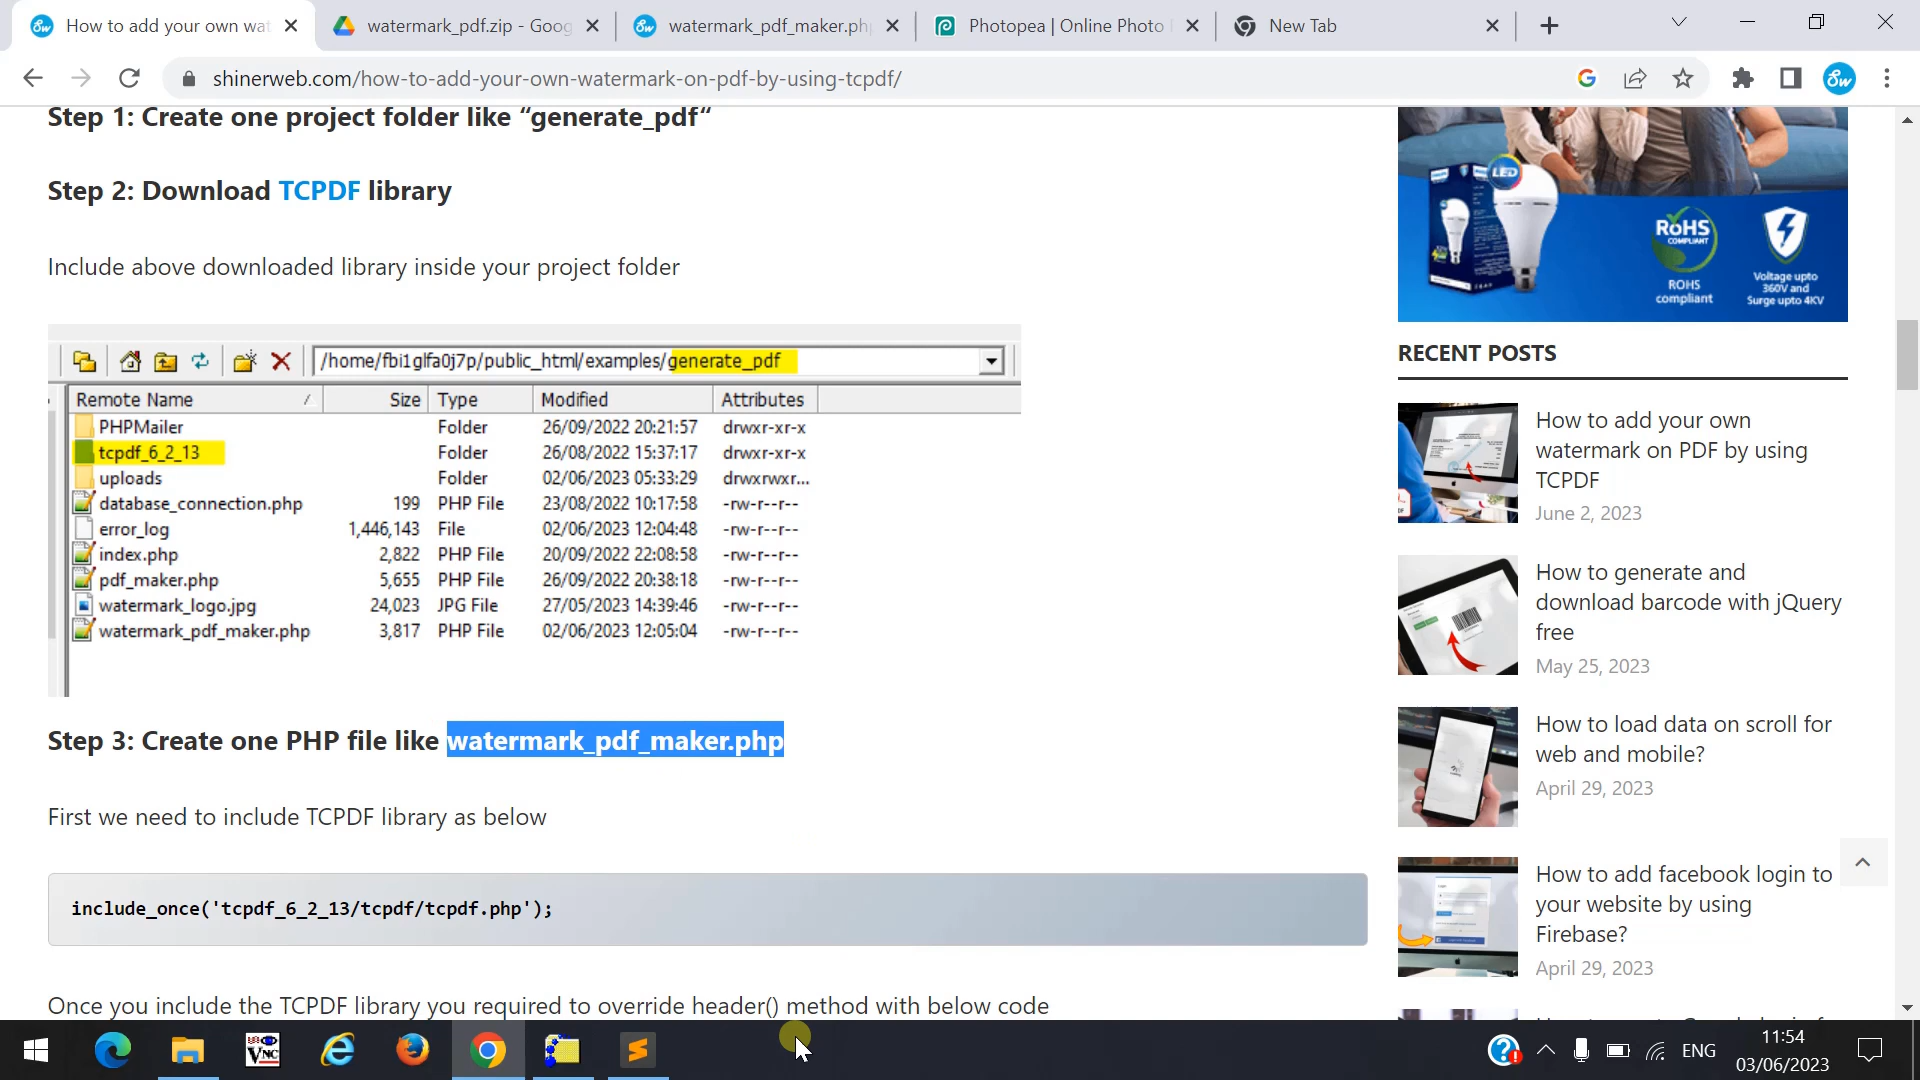 How to add your own wat
watermark_pdf.zip - Goog
watermark_pdf_maker.ph
Photopea | Online Photo
New Tab
shinerweb.com/how-to-add-your-own-watermark-on-pdf-by-using-tcpdf/
Step 1: Create one project folder like “generate_pdf”
Step 2: Download TCPDF library
Include above downloaded library inside your project folder
/home/fbi1glfa0j7p/public_html/examples/generate_pdf
Remote Name / Size Type Modified Attributes
PHPMailer Folder 26/09/2022 20:21:57 drwxr-xr-x
tcpdf_6_2_13 Folder 26/08/2022 15:37:17 drwxr-xr-x
uploads Folder 02/06/2023 05:33:29 drwxrwxr...
database_connection.php 199 PHP File 23/08/2022 10:17:58 -rw-r--r--
error_log 1,446,143 File 02/06/2023 12:04:48 -rw-r--r--
index.php 2,822 PHP File 20/09/2022 22:08:58 -rw-r--r--
pdf_maker.php 5,655 PHP File 26/09/2022 20:38:18 -rw-r--r--
watermark_logo.jpg 24,023 JPG File 27/05/2023 14:39:46 -rw-r--r--
watermark_pdf_maker.php 3,817 PHP File 02/06/2023 12:05:04 -rw-r--r--
Step 3: Create one PHP file like watermark_pdf_maker.php
First we need to include TCPDF library as below
include_once('tcpdf_6_2_13/tcpdf/tcpdf.php');
Once you include the TCPDF library you required to override header() method with below code
LED
RoHS
COMPLIANT
ROHS
compliant
Voltage upto
360V and
Surge upto 4KV
RECENT POSTS
How to add your own
watermark on PDF by using
TCPDF
June 2, 2023
How to generate and
download barcode with jQuery
free
May 25, 2023
How to load data on scroll for
web and mobile?
April 29, 2023
How to add facebook login to
your website by using
Firebase?
April 29, 2023
VNC
ENG
11:54
03/06/2023